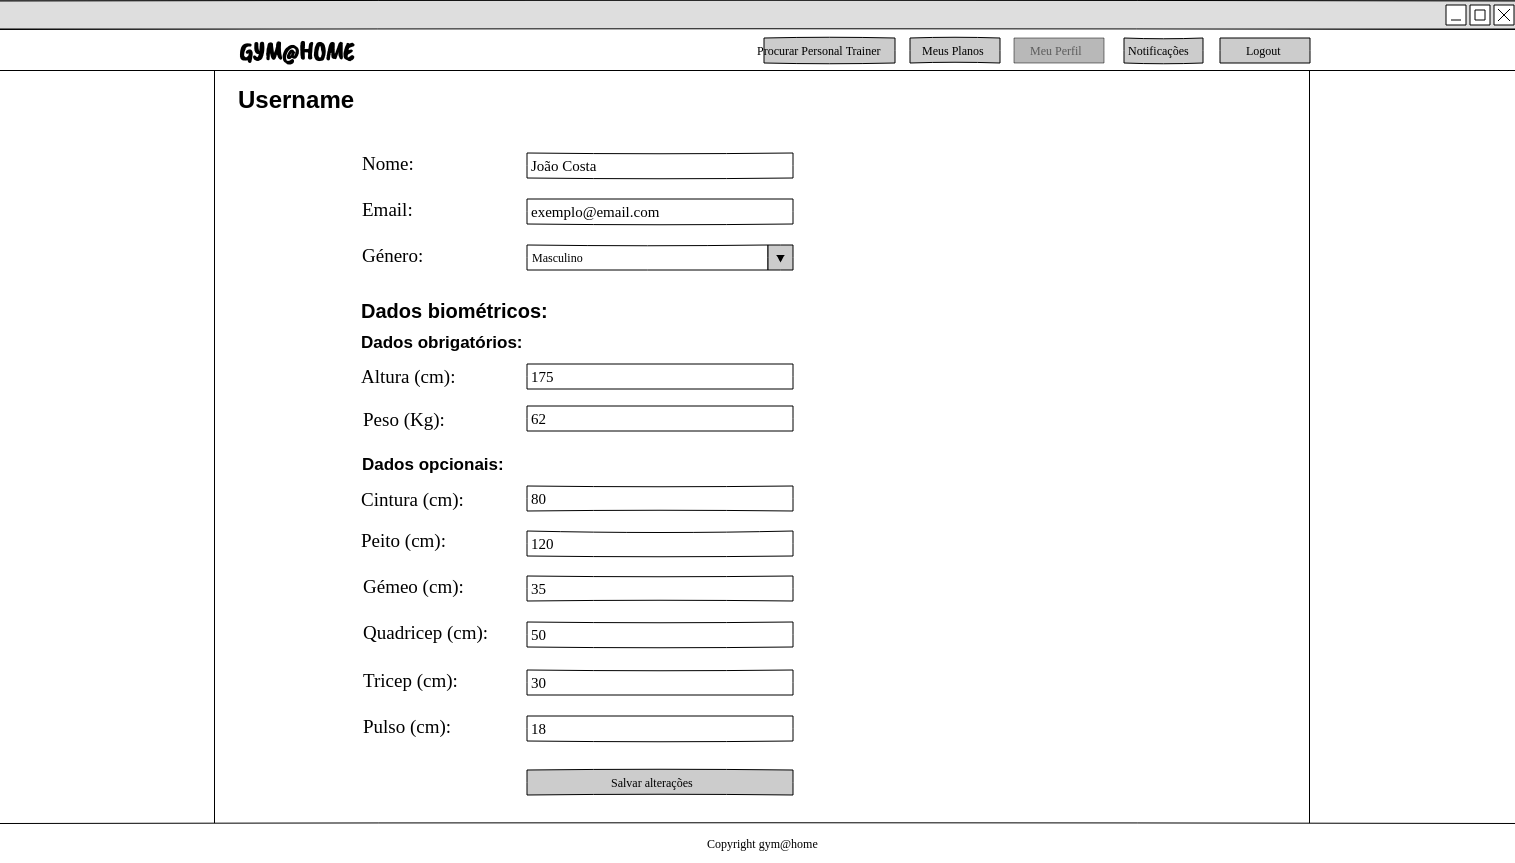 GYM@HOME
Procurar Personal Trainer
Meus Planos
Meu Perfil
Notificações
Logout
Username
Nome:
João Costa
Email:
exemplo@email.com
Género:
Masculino
Dados biométricos:
Dados obrigatórios:
Altura (cm):
175
Peso (Kg):
62
Dados opcionais:
Cintura (cm):
80
Peito (cm):
120
Gémeo (cm):
35
Quadricep (cm):
50
Tricep (cm):
30
Pulso (cm):
18
Salvar alterações
Copyright gym@home